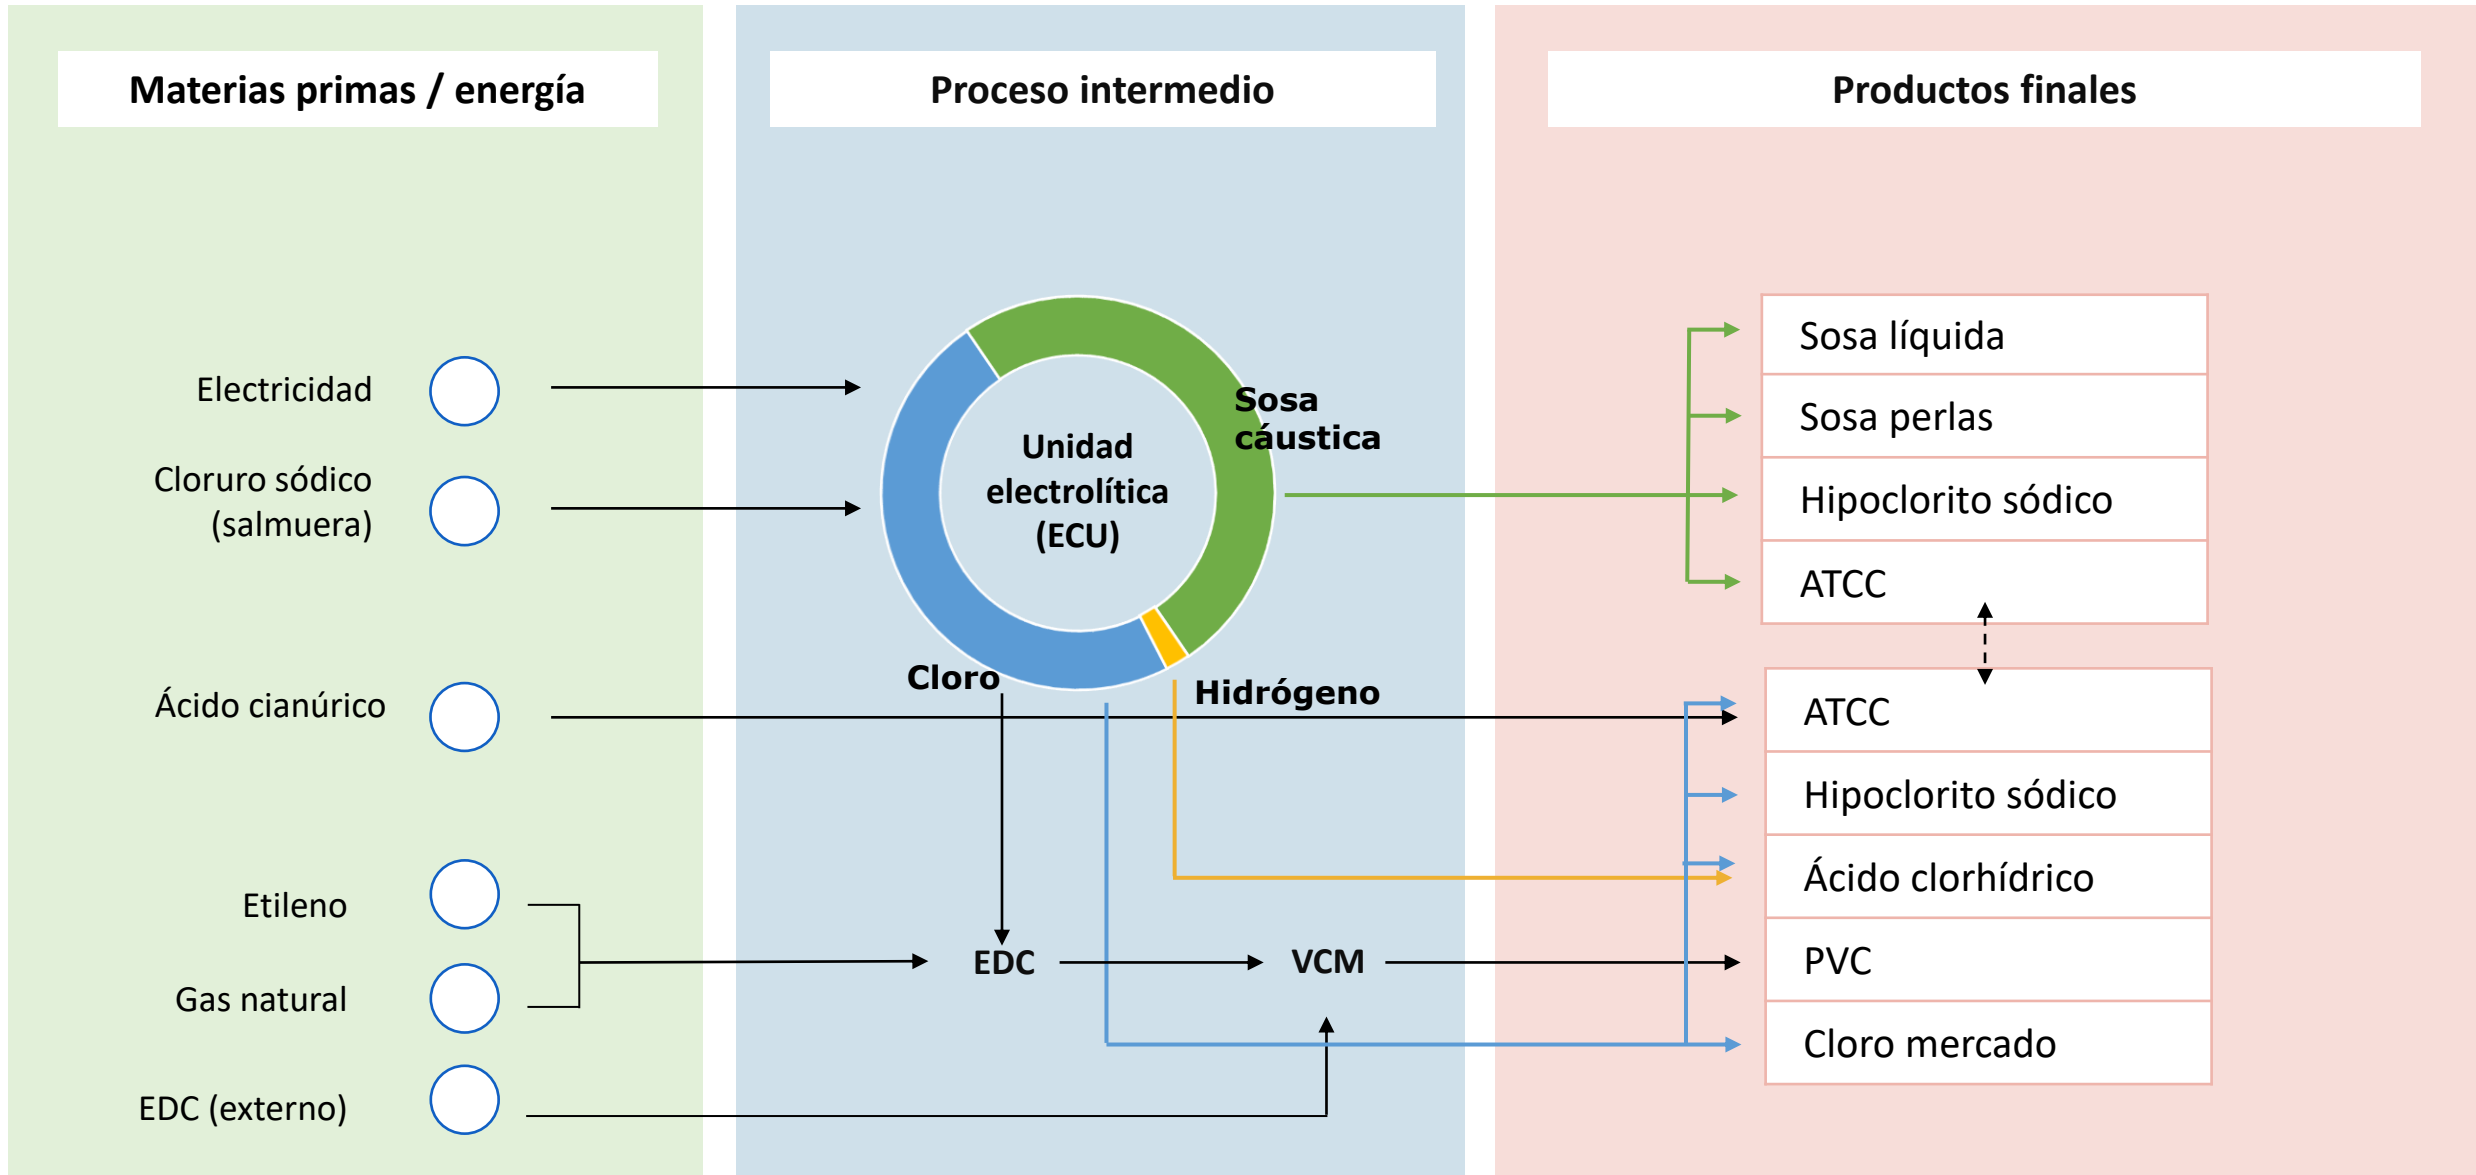 Materias primas / energía
Proceso intermedio
Productos finales
Electricidad
Cloruro sódico
(salmuera)
Ácido cianúrico
Etileno
Gas natural
EDC (externo)
Unidad
electrolítica
(ECU)
Sosa
cáustica
Cloro
Hidrógeno
EDC
VCM
Sosa líquida
Sosa perlas
Hipoclorito sódico
ATCC
ATCC
Hipoclorito sódico
Ácido clorhídrico
PVC
Cloro mercado